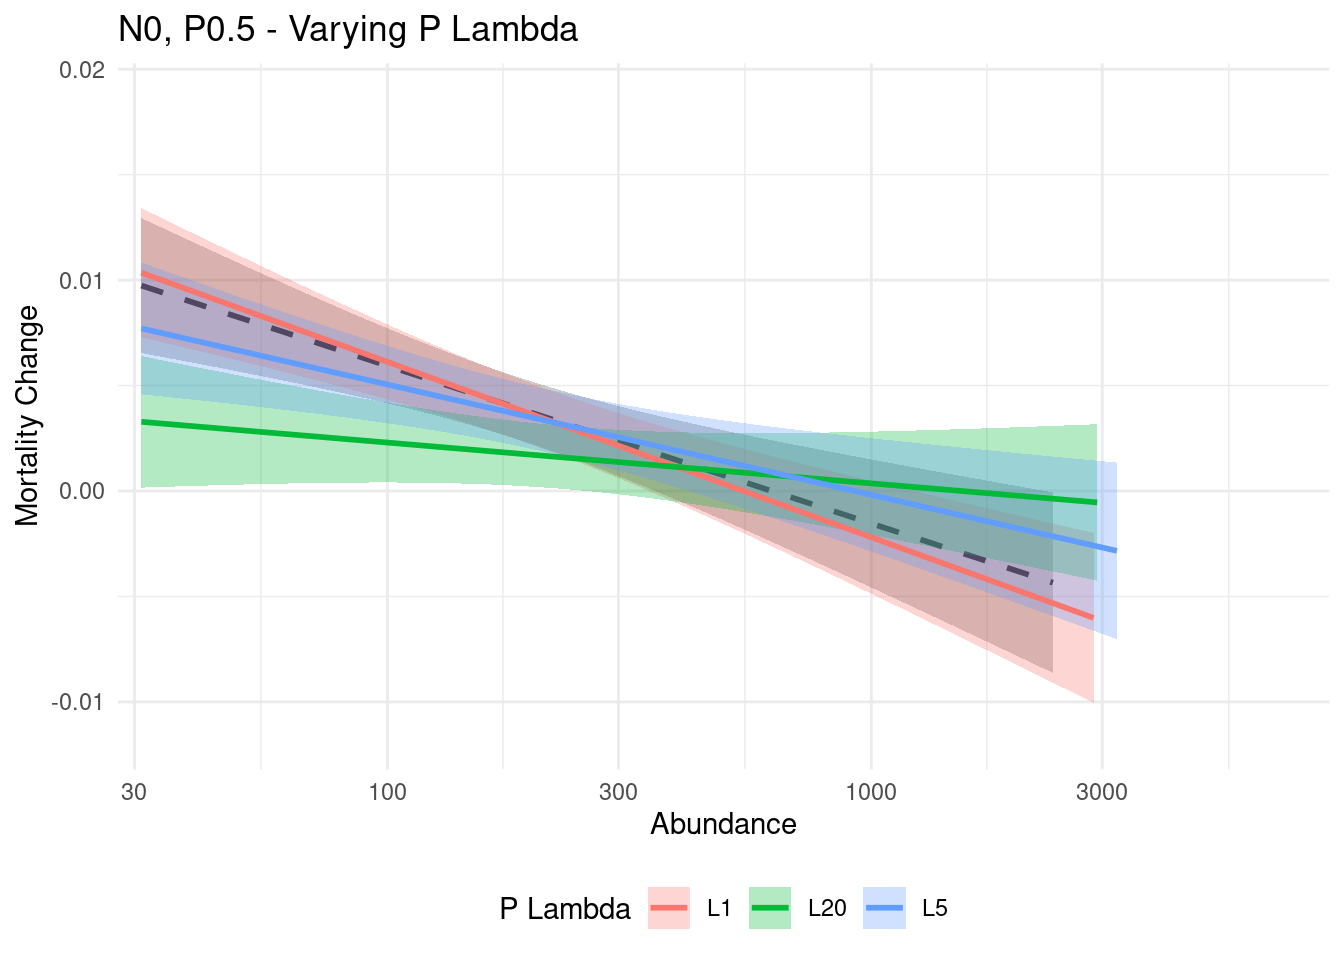 N0, P0.5 - Varying P Lambda
0.02
0.01
0.00
-0.01
Mortality Change
30 100 300 1000 3000
Abundance
P Lambda L1 L20 L5